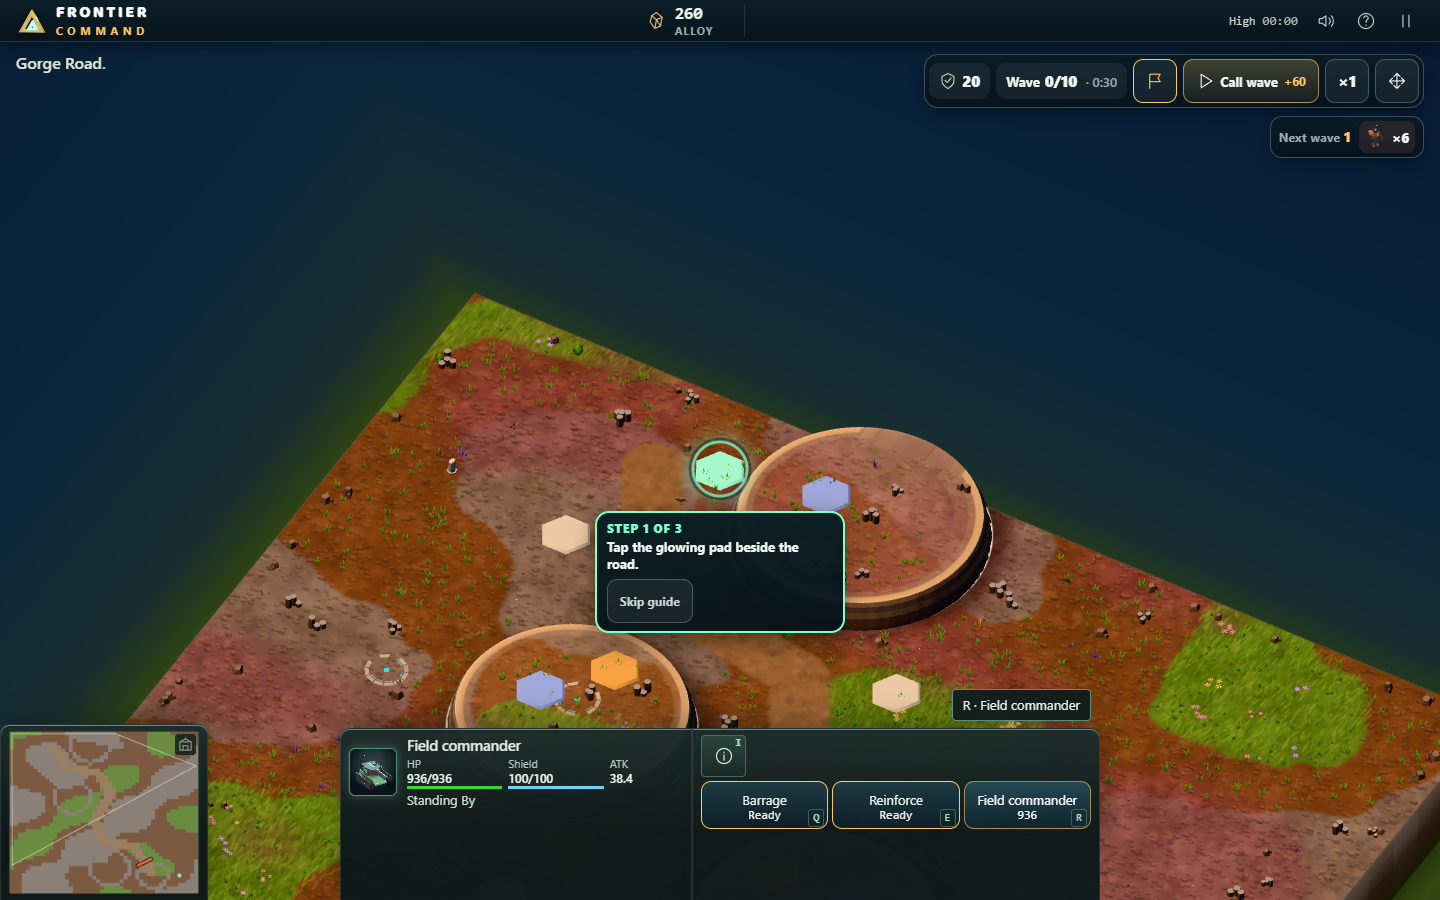 FRONTIER
COMMAND
260
ALLOY
High 00:00
Gorge Road.
20
Wave 0/10 · 0:30
Call wave +60
×1
Next wave 1
×6
STEP 1 OF 3
Tap the glowing pad beside the
road.
Skip guide
R · Field commander
Field commander
HP
936/936
Shield
100/100
ATK
38.4
Standing By
I
Barrage
Ready
Q
Reinforce
Ready
E
Field commander
936
R